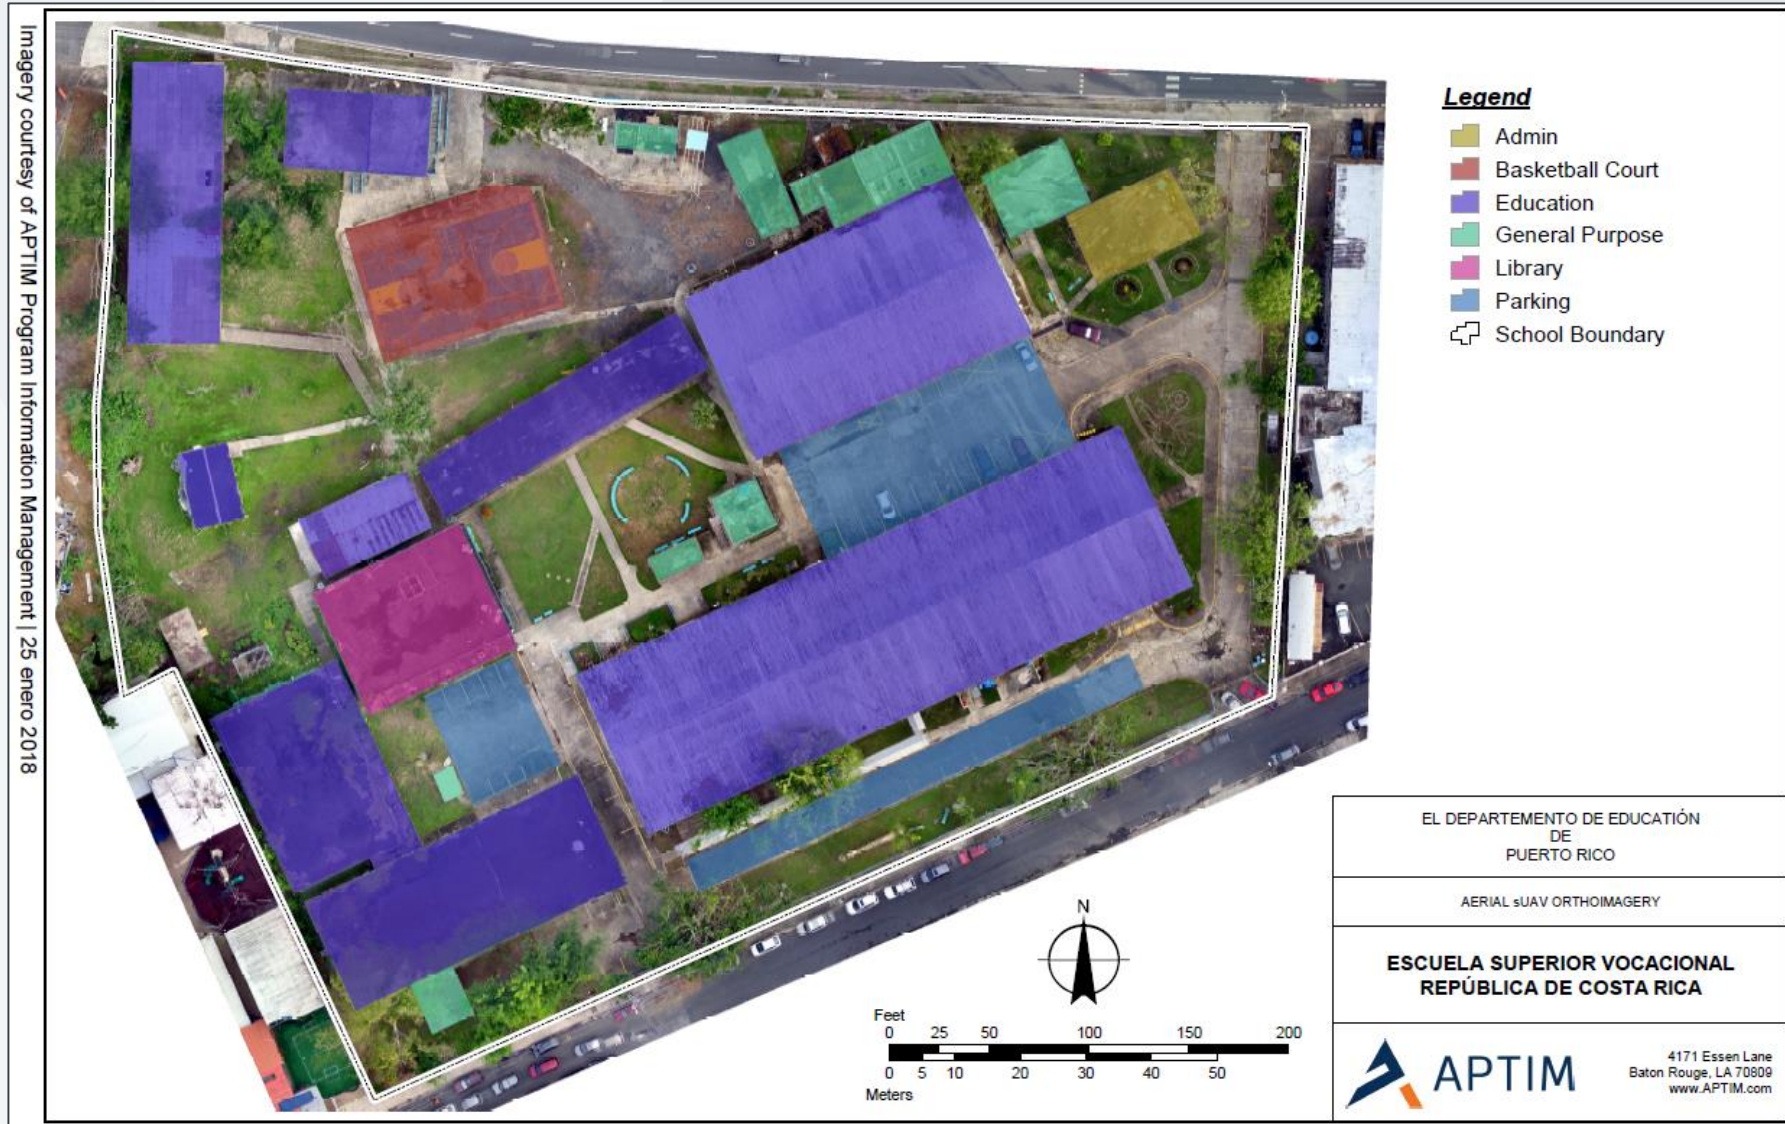 Imagery courtesy of APTIM Program Information Management | 25 enero 2018
Legend
Admin
Basketball Court
Education
General Purpose
Library
Parking
School Boundary
N
Feet
0 25 50 100 150 200
0 5 10 20 30 40 50
Meters
EL DEPARTEMENTO DE EDUCATIÓN
DE
PUERTO RICO
AERIAL sUAV ORTHOIMAGERY
ESCUELA SUPERIOR VOCACIONAL
REPÚBLICA DE COSTA RICA
APTIM
4171 Essen Lane
Baton Rouge, LA 70809
www.APTIM.com